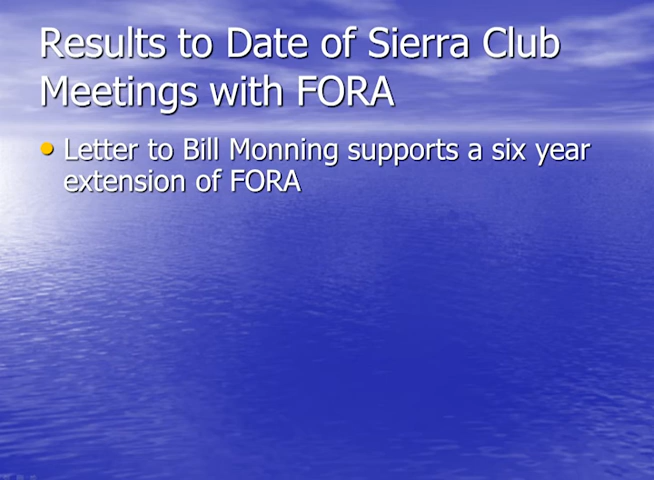 Results to Date of Sierra Club
Meetings with FORA
Letter to Bill Monning supports a six year
extension of FORA